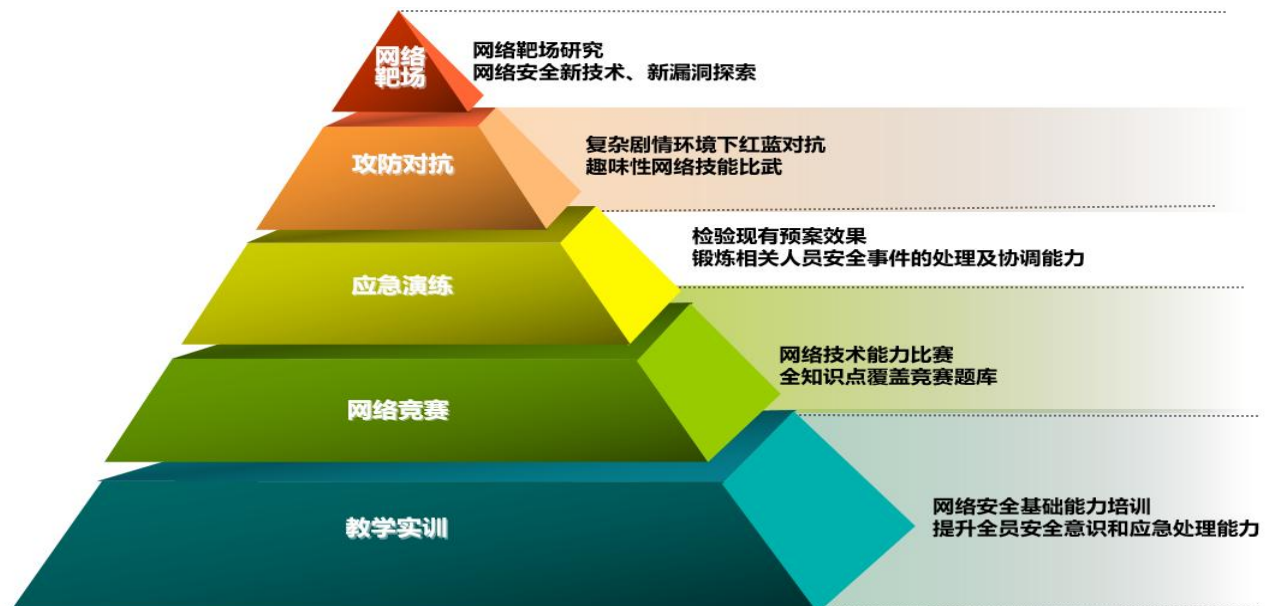 网络
靶场
网络靶场研究
网络安全新技术、新漏洞探索
攻防对抗
复杂剧情环境下红蓝对抗
趣味性网络技能比武
应急演练
检验现有预案效果
锻炼相关人员安全事件的处理及协调能力
网络竞赛
网络技术能力比赛
全知识点覆盖竞赛题库
教学实训
网络安全基础能力培训
提升全员安全意识和应急处理能力